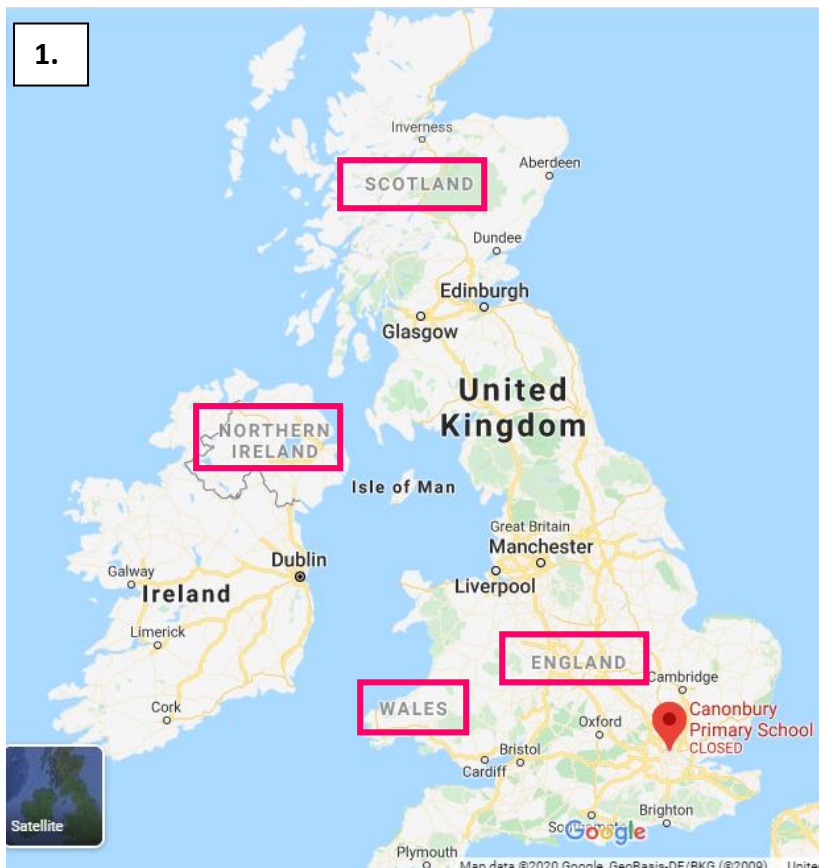 1.
Inverness
SCOTLAND
Aberdeen
Dundee
Edinburgh
Glasgow
United
Kingdom
NORTHERN
IRELAND
Isle of Man
Great Britain
Manchester
Dublin
Galway
Liverpool
Ireland
Limerick
ENGLAND
Cambridge
WALES
Cork
Canonbury
Primary School
CLOSED
Oxford
Bristol
Cardiff
Satellite
Brighton
Google
Plymouth
Map data ©2020 Google, GeoBasis-DE/BKG (©2009)